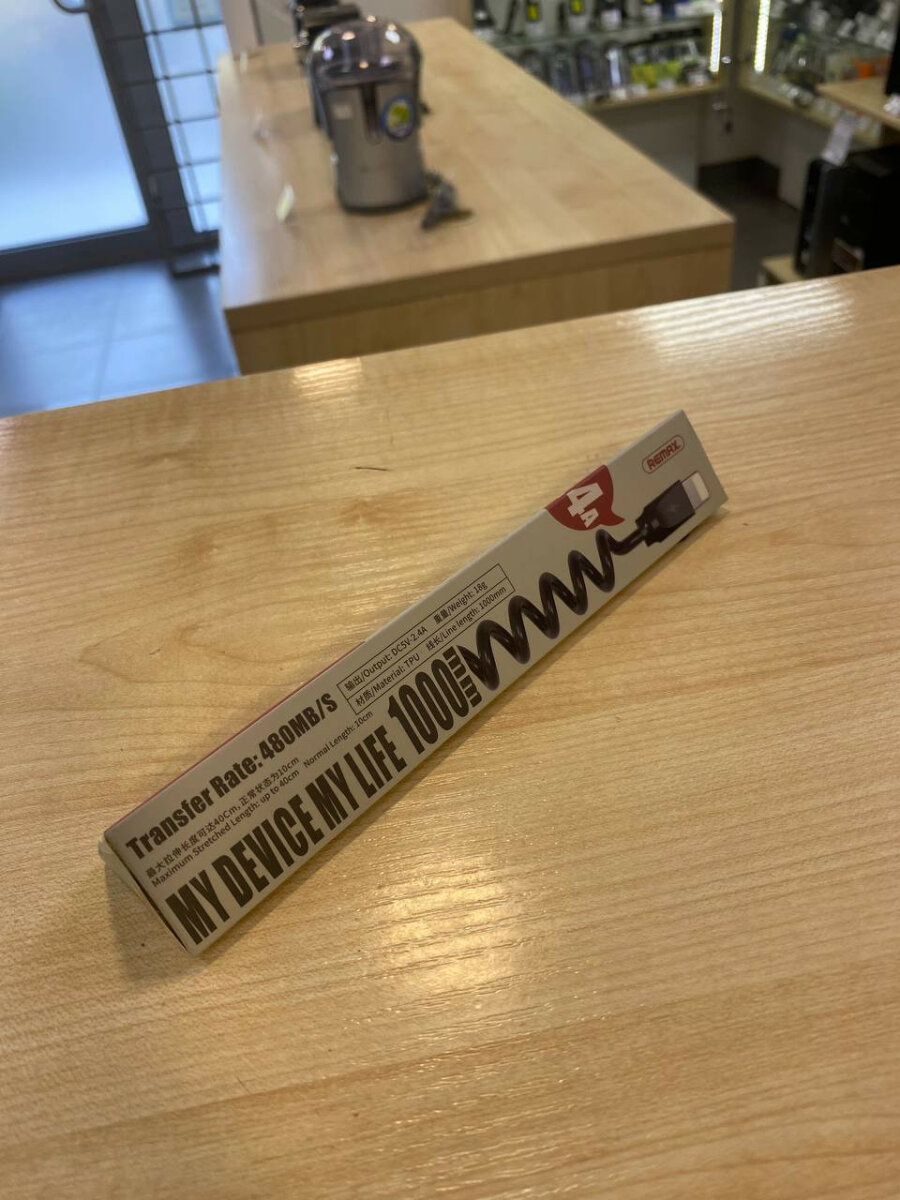 REMAX
4A
输出/Output: DC5V-2.4A 重量/Weight: 18g
材质/Material: TPU 线长/Line length: 1000mm
Transfer Rate: 480MB/S
最大拉伸长度可达40Cm, 正常状态为10cm
Maximum Stretched Length: up to 40cm Normal Length: 10cm
MY DEVICE MY LIFE 1000